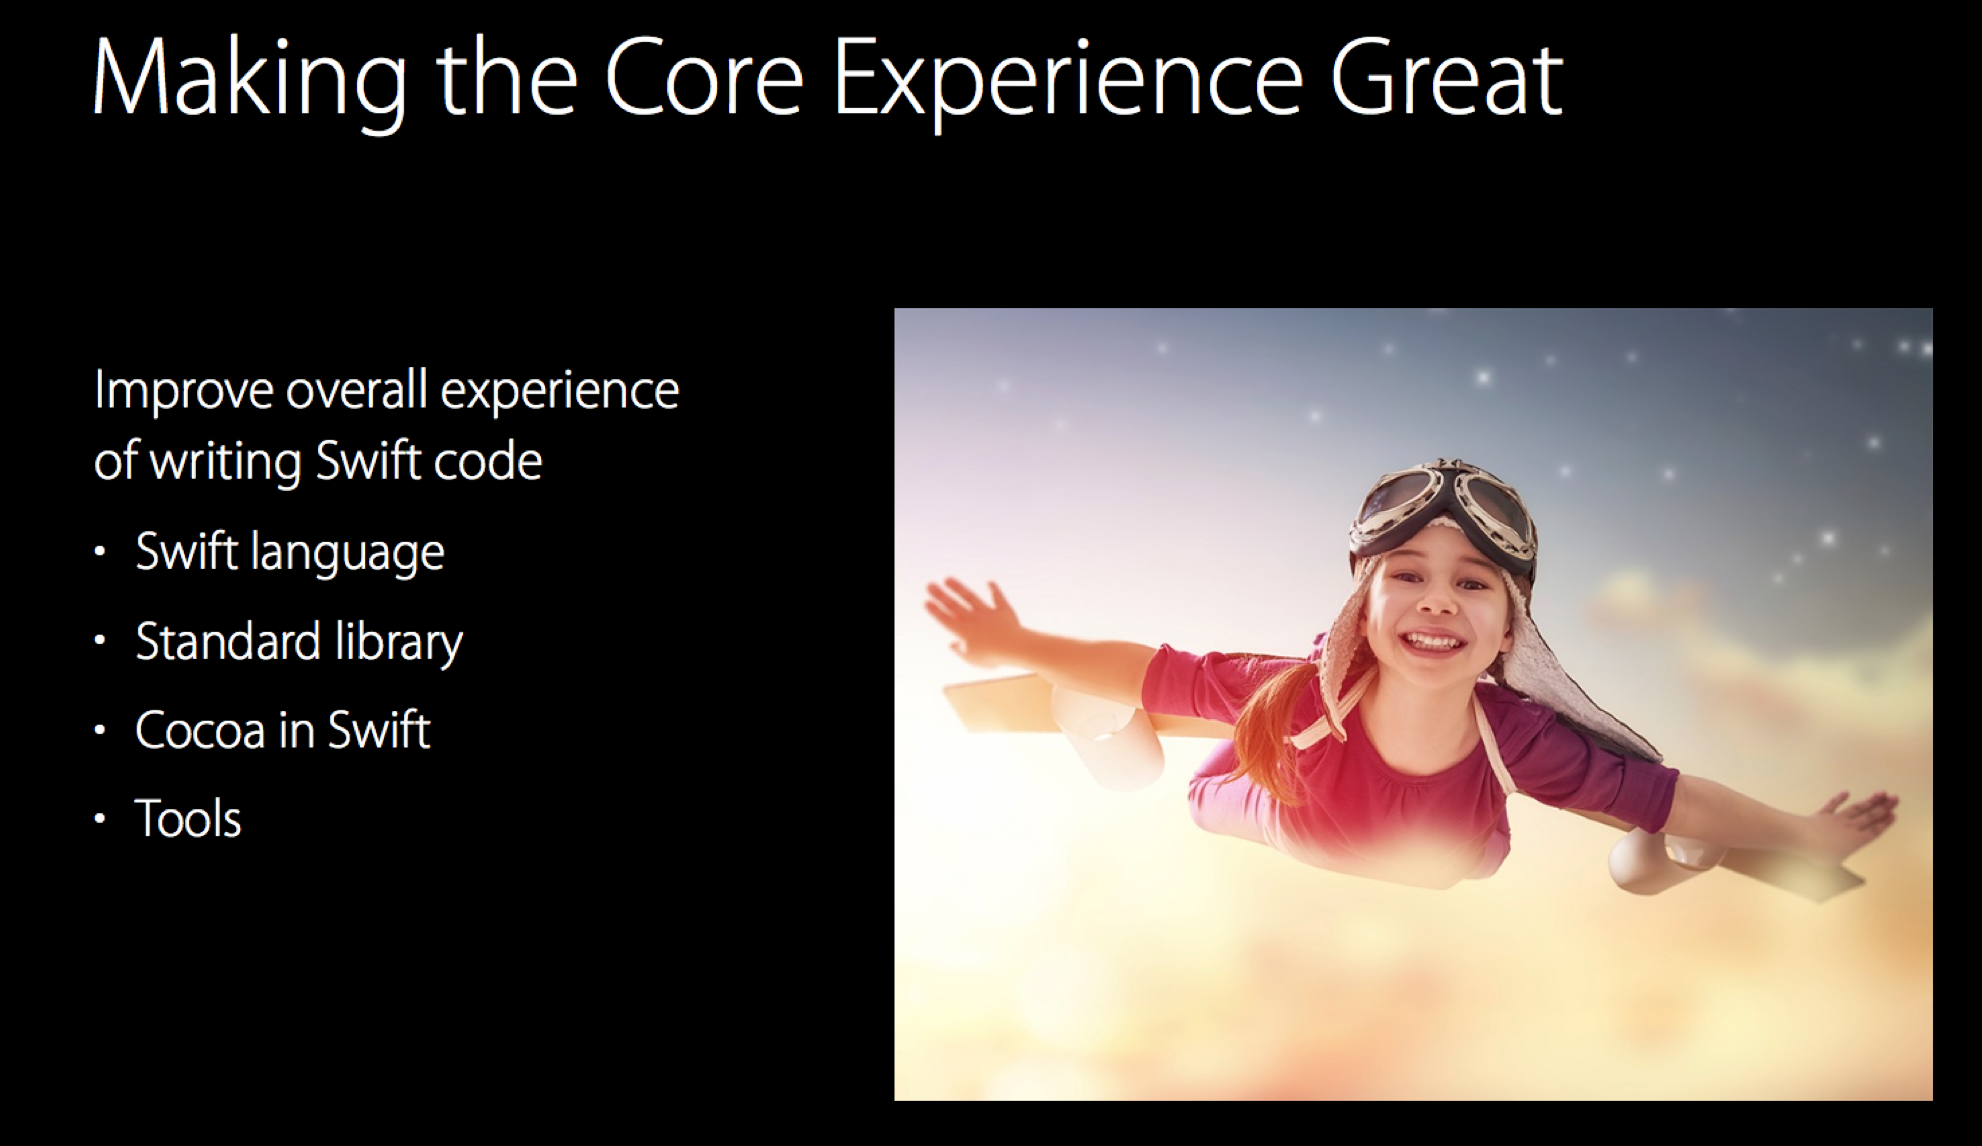 Making the Core Experience Great
Improve overall experience
of writing Swift code
• Swift language
• Standard library
• Cocoa in Swift
• Tools